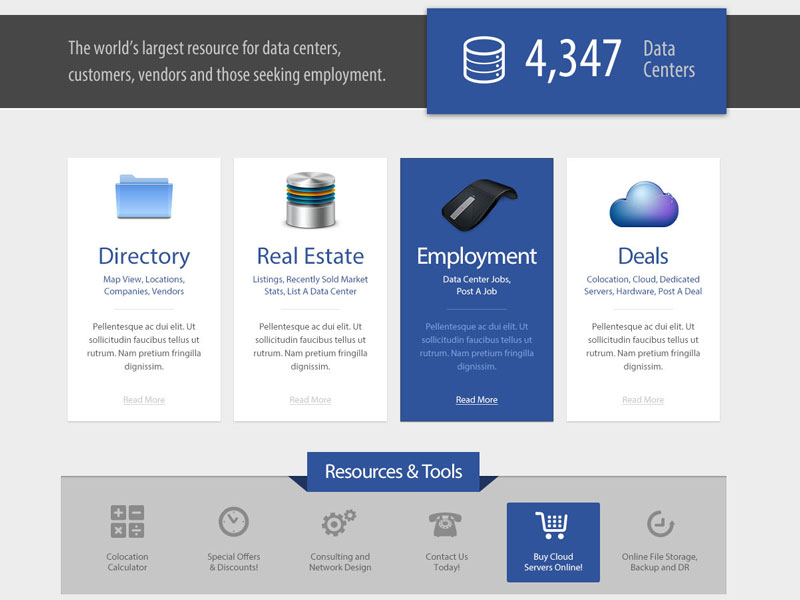 The world's largest resource for data centers,
customers, vendors and those seeking employment.
4,347
Data
Centers
Directory
Map View, Locations,
Companies, Vendors
Pellentesque ac dui elit. Ut
sollicitudin faucibus tellus ut
rutrum. Nam pretium fringilla
dignissim.
Read More
Real Estate
Listings, Recently Sold Market
Stats, List A Data Center
Pellentesque ac dui elit. Ut
sollicitudin faucibus tellus ut
rutrum. Nam pretium fringilla
dignissim.
Read More
Employment
Data Center Jobs,
Post A Job
Pellentesque ac dui elit. Ut
sollicitudin faucibus tellus ut
rutrum. Nam pretium fringilla
dignissim.
Read More
Deals
Colocation, Cloud, Dedicated
Servers, Hardware, Post A Deal
Pellentesque ac dui elit. Ut
sollicitudin faucibus tellus ut
rutrum. Nam pretium fringilla
dignissim.
Read More
Resources & Tools
Colocation
Calculator
Special Offers
& Discounts!
Consulting and
Network Design
Contact Us
Today!
Buy Cloud
Servers Online!
Online File Storage,
Backup and DR